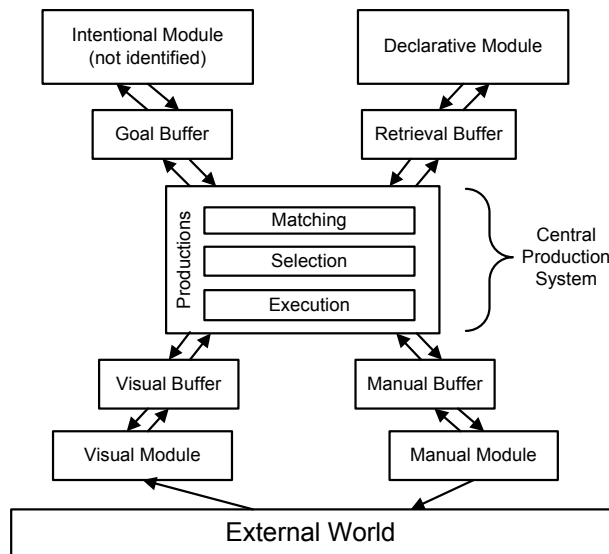 Intentional Module
(not identified)
Declarative Module
Goal Buffer
Retrieval Buffer
Productions
Matching
Selection
Execution
Central
Production
System
Visual Buffer
Manual Buffer
Visual Module
Manual Module
External World